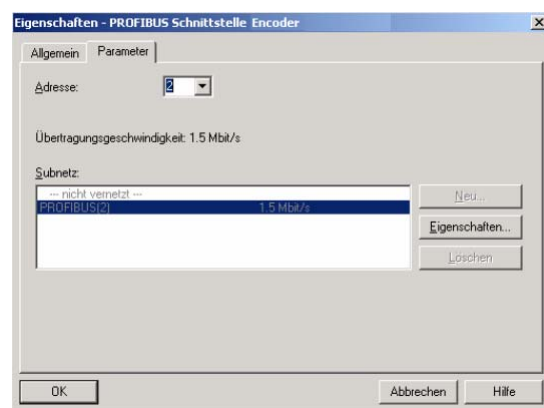 Eigenschaften - PROFIBUS Schnittstelle Encoder
Allgemein Parameter
Adresse: 2
Übertragungsgeschwindigkeit: 1.5 Mbit/s
Subnetz:
--- nicht vernetzt ---
PROFIBUS(2) 1.5 Mbit/s
Neu...
Eigenschaften...
Löschen
OK Abbrechen Hilfe